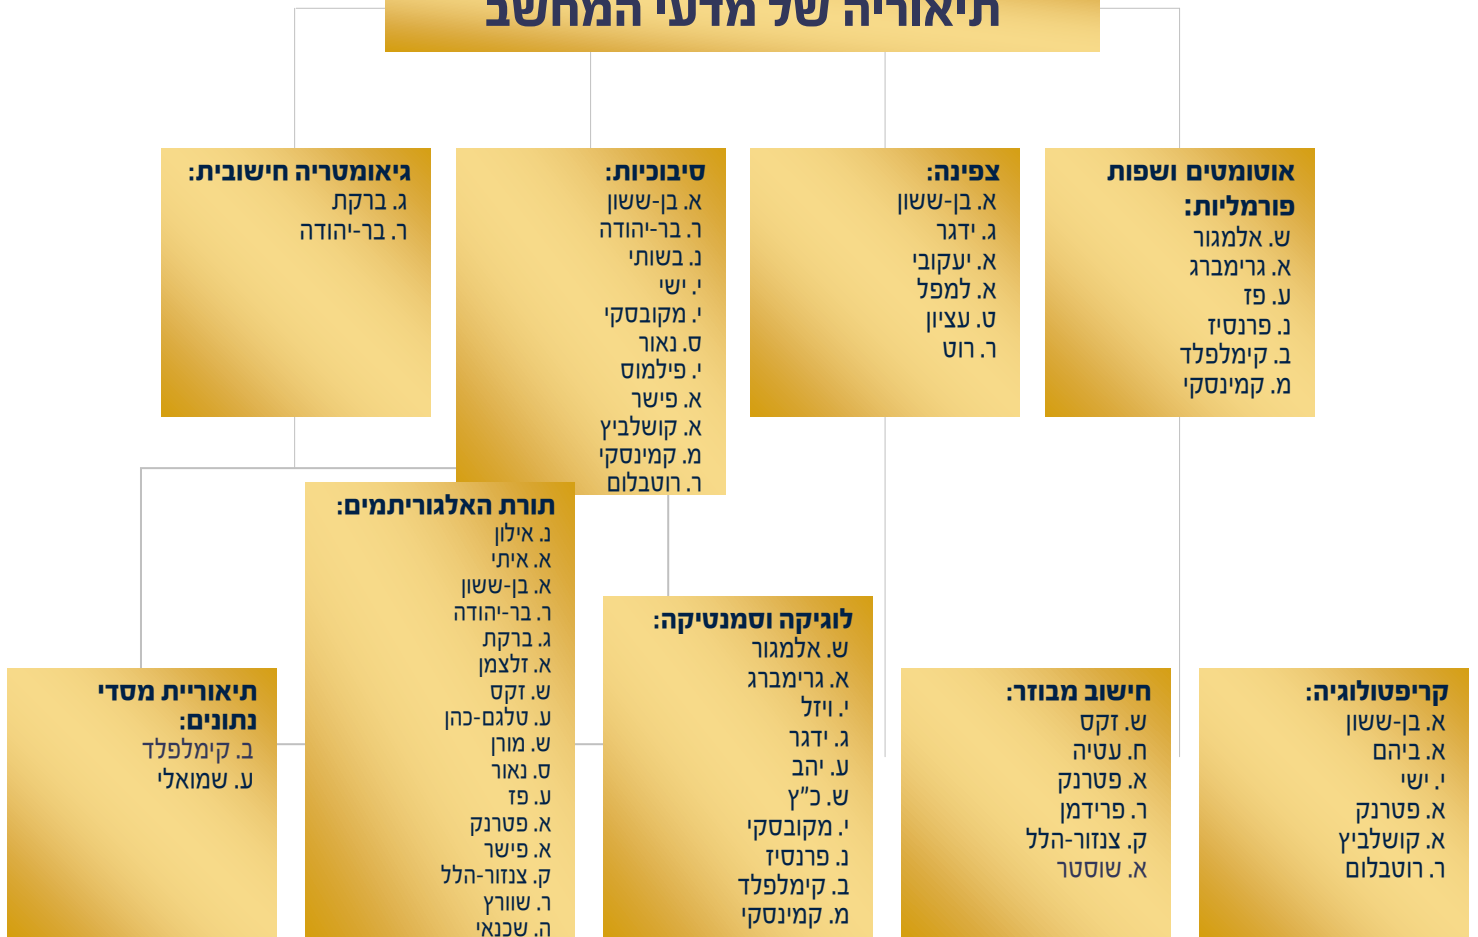 תיאוריה של מדעי המחשב
אוטומטים ושפות
פורמליות:
ש. אלמגור
א. גרימברג
ע. פז
נ. פרנסיז
ב. קימלפלד
מ. קמינסקי
צפינה:
א. בן-ששון
ג. ידגר
א. יעקובי
א. למפל
ט. עציון
ר. רוט
סיבוכיות:
א. בן-ששון
ר. בר-יהודה
נ. בשותי
י. ישי
י. מקובסקי
ס. נאור
י. פילמוס
א. פישר
א. קושלביץ
מ. קמינסקי
ר. רוטבלום
גיאומטריה חישובית:
ג. ברקת
ר. בר-יהודה
קריפטולוגיה:
א. בן-ששון
א. ביהם
י. ישי
א. פטרנק
א. קושלביץ
ר. רוטבלום
חישוב מבוזר:
ש. זקס
ח. עטיה
א. פטרנק
ר. פרידמן
ק. צנזור-הלל
א. שוסטר
לוגיקה וסמנטיקה:
ש. אלמגור
א. גרימברג
י. ויזל
ג. ידגר
ע. יהב
ש. כ"ץ
י. מקובסקי
נ. פרנסיז
ב. קימלפלד
מ. קמינסקי
תורת האלגוריתמים:
נ. אילון
א. איתי
א. בן-ששון
ר. בר-יהודה
ג. ברקת
א. זלצמן
ש. זקס
ע. טלגם-כהן
ש. מורן
ס. נאור
ע. פז
א. פטרנק
א. פישר
ק. צנזור-הלל
ר. שוורץ
ה. שכנאי
תיאוריית מסדי
נתונים:
ב. קימלפלד
ע. שמואלי